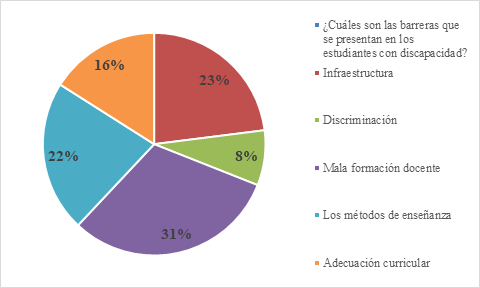 ¿Cuáles son las barreras que
se presentan en los
estudiantes con discapacidad?
Infraestructura
Discriminación
Mala formación docente
Los métodos de enseñanza
Adecuación curricular
16%
23%
8%
22%
31%